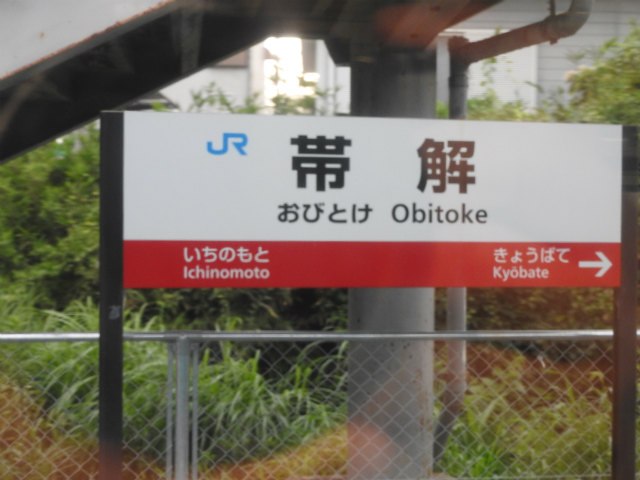 JR
帯解
おびとけ Obitoke
いちのもと きょうばて →
Ichinomoto Kyōbate